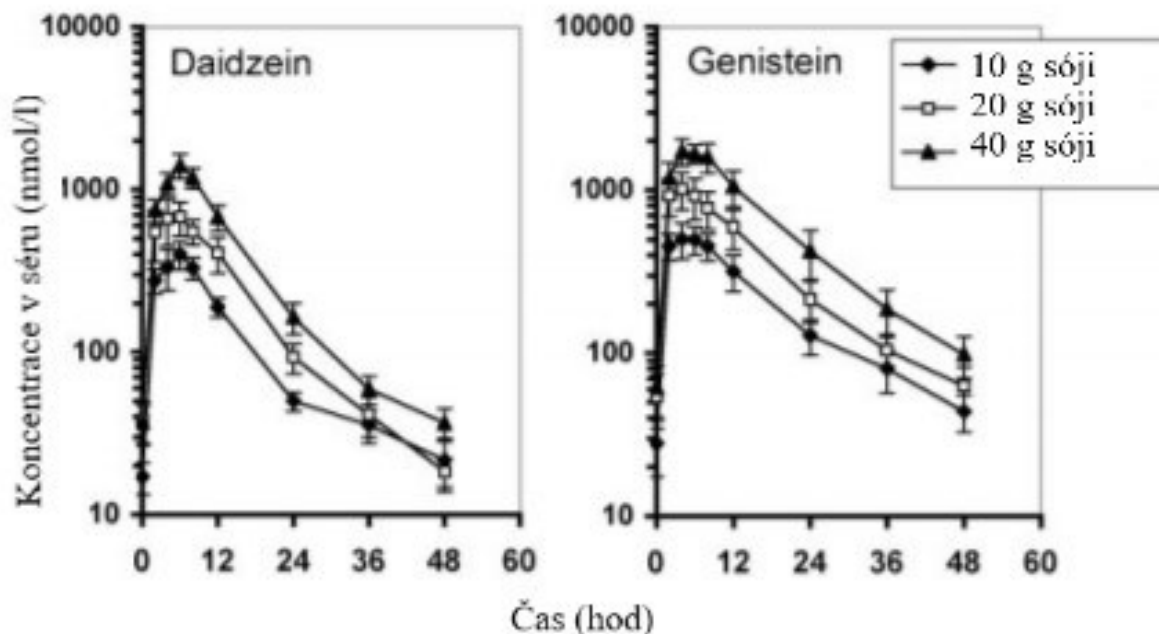 Daidzein
Genistein
10 g sóji
20 g sóji
40 g sóji
Koncentrace v séru (nmol/l)
10000
1000
100
10
0 12 24 36 48 60
10000
1000
100
10
0 12 24 36 48 60
Čas (hod)